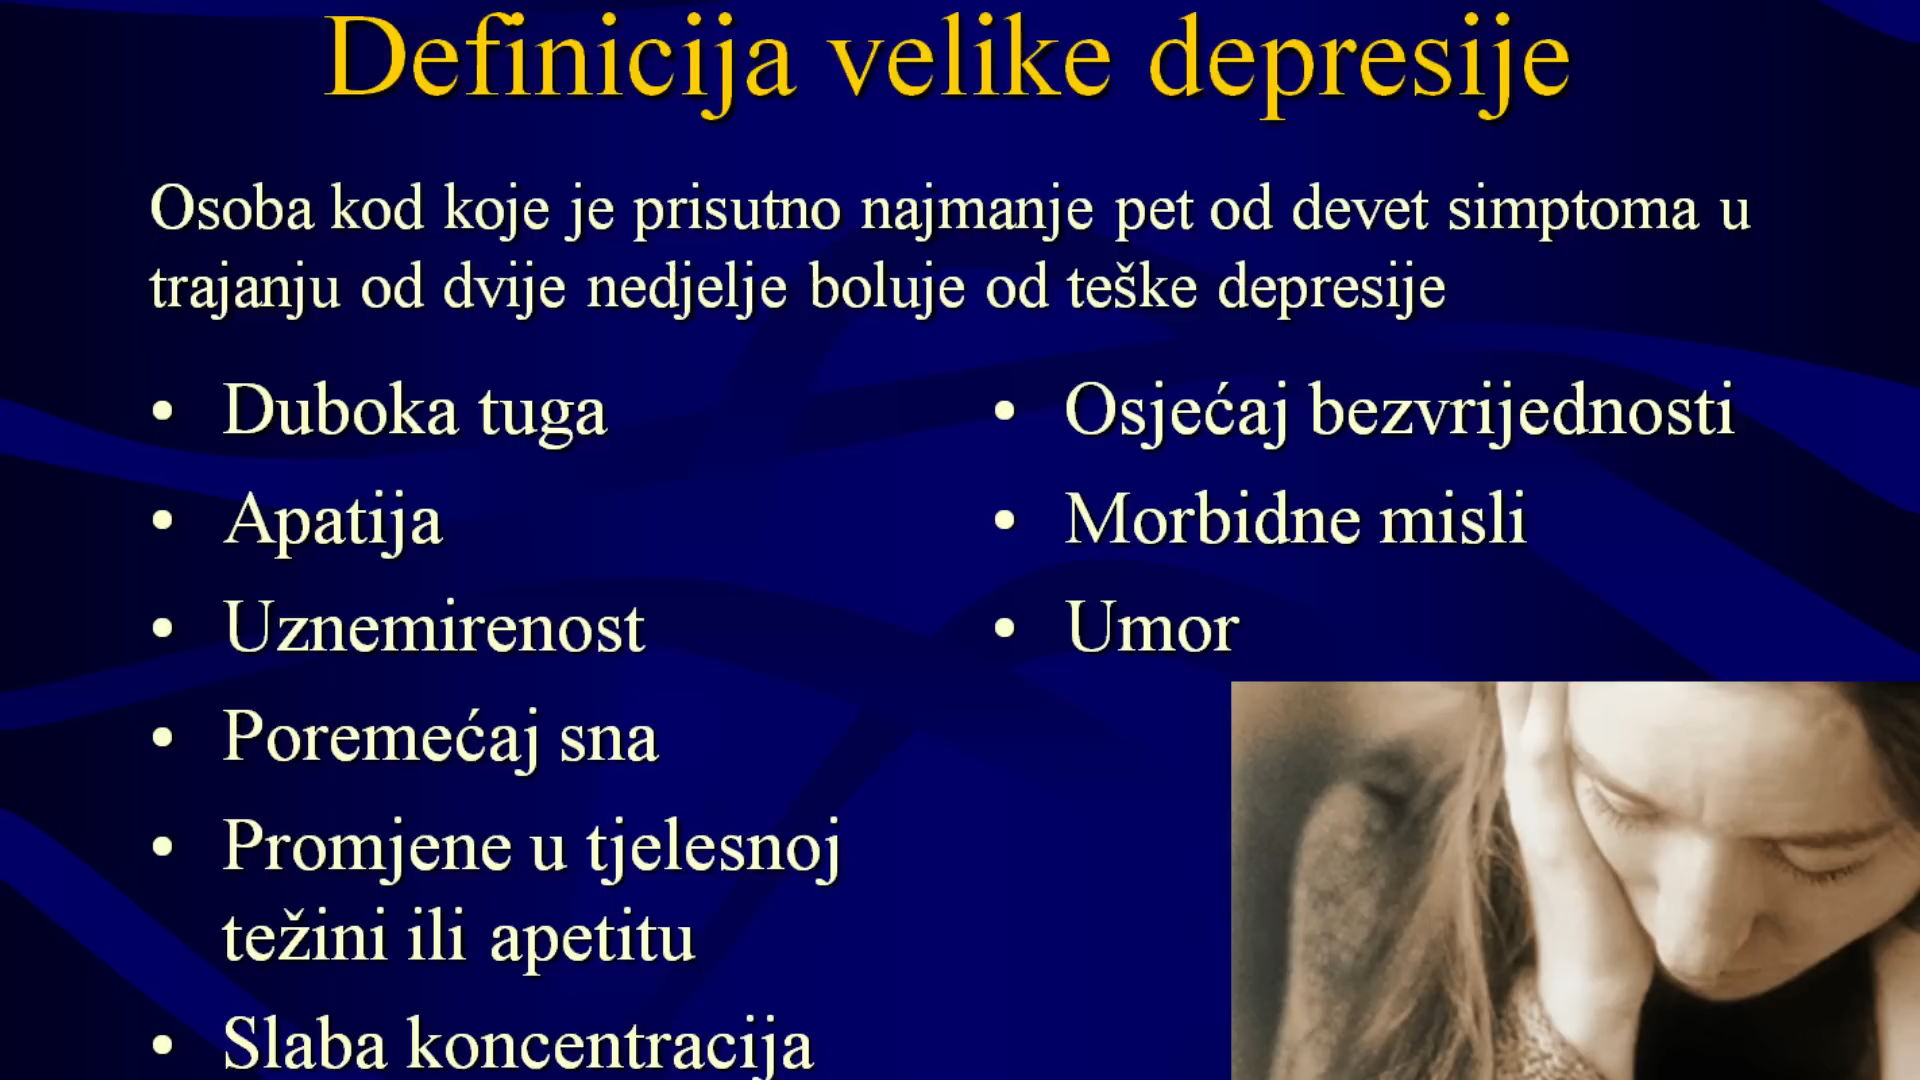 Definicija velike depresije
Osoba kod koje je prisutno najmanje pet od devet simptoma u
trajanju od dvije nedjelje boluje od teške depresije
• Duboka tuga
• Apatija
• Uznemirenost
• Poremećaj sna
• Promjene u tjelesnoj
težini ili apetitu
• Slaba koncentracija
• Osjećaj bezvrijednosti
• Morbidne misli
• Umor